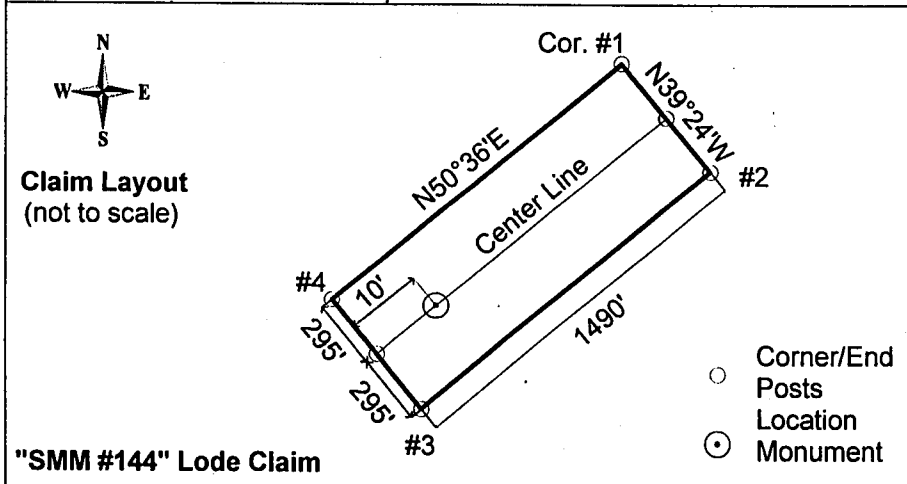 N
W E
S
Claim Layout
(not to scale)
Cor. #1
N39°24'W
#2
N50°36'E
Center Line
#4
10'
295'
295'
1490'
#3
Corner/End
Posts
Location
Monument
"SMM #144" Lode Claim